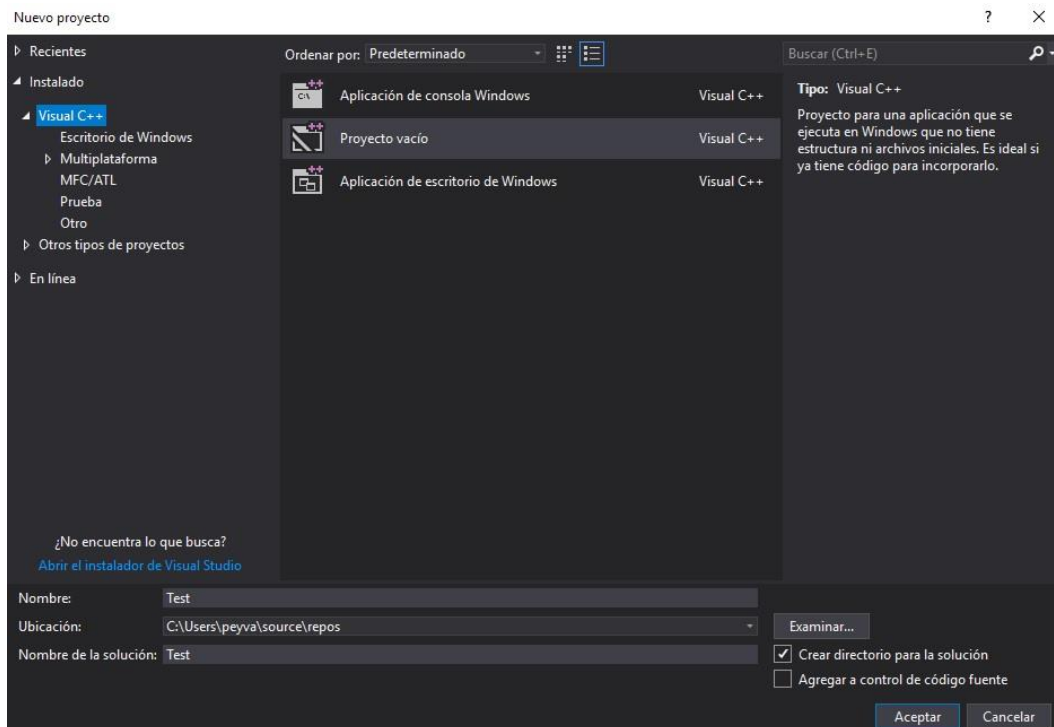 Nuevo proyecto
?
Recientes
Instalado
Visual C++
Escritorio de Windows
Multiplataforma
MFC/ATL
Prueba
Otro
Otros tipos de proyectos
En línea
¿No encuentra lo que busca?
Abrir el instalador de Visual Studio
Ordenar por: Predeterminado
Aplicación de consola Windows Visual C++
Proyecto vacío Visual C++
Aplicación de escritorio de Windows Visual C++
Buscar (Ctrl+E)
Tipo: Visual C++
Proyecto para una aplicación que se
ejecuta en Windows que no tiene
estructura ni archivos iniciales. Es ideal si
ya tiene código para incorporarlo.
Nombre: Test
Ubicación: C:\Users\peyva\source\repos
Nombre de la solución: Test
Examinar...
Crear directorio para la solución
Agregar a control de código fuente
Aceptar Cancelar